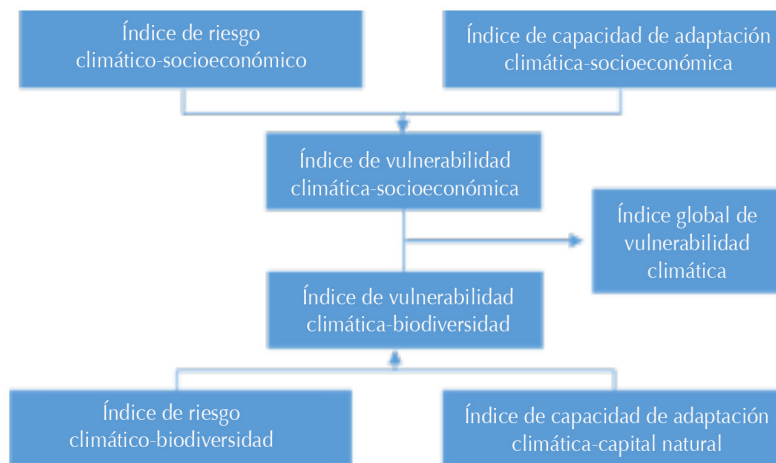 Índice de riesgo
climático-socioeconómico
Índice de capacidad de adaptación
climática-socioeconómica
Índice de vulnerabilidad
climática-socioeconómica
Índice global de
vulnerabilidad
climática
Índice de vulnerabilidad
climática-biodiversidad
Índice de riesgo
climático-biodiversidad
Índice de capacidad de adaptación
climática-capital natural